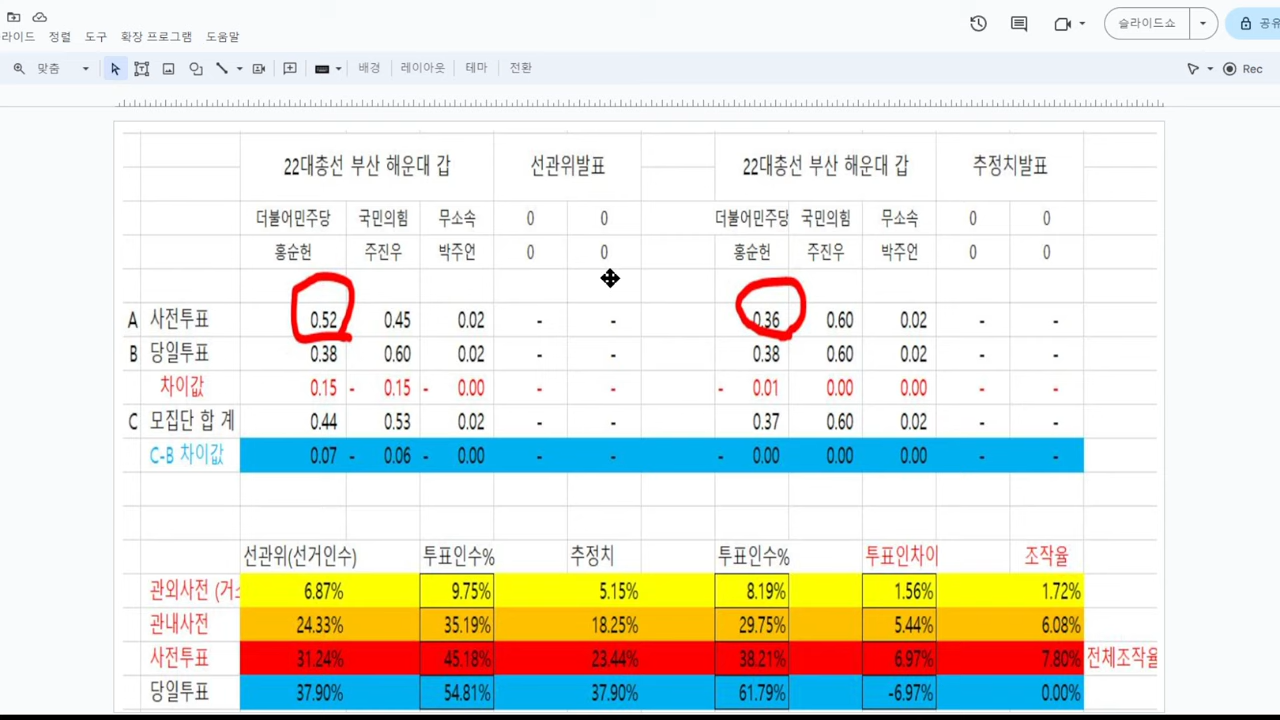 라이드 정렬 도구 확장 프로그램 도움말
슬라이드쇼
공유
맞춤 배경 레이아웃 테마 전환
Rec
22대총선 부산 해운대 갑 선관위발표 22대총선 부산 해운대 갑 추정치발표
더불어민주당 국민의힘 무소속 0 0 더불어민주당 국민의힘 무소속 0 0
홍순헌 주진우 박주언 0 0 홍순헌 주진우 박주언 0 0
A 사전투표 0.52 0.45 0.02 - - 0.36 0.60 0.02 - -
B 당일투표 0.38 0.60 0.02 - - 0.38 0.60 0.02 - -
차이값 0.15 - 0.15 - 0.00 - - - 0.01 0.00 0.00 - -
C 모집단 합 계 0.44 0.53 0.02 - - 0.37 0.60 0.02 - -
C-B 차이값 0.07 - 0.06 - 0.00 - - - 0.00 0.00 0.00 - -
선관위(선거인수) 투표인수% 추정치 투표인수% 투표인차이 조작율
관외사전 (거소 6.87% 9.75% 5.15% 8.19% 1.56% 1.72%
관내사전 24.33% 35.19% 18.25% 29.75% 5.44% 6.08%
사전투표 31.24% 45.18% 23.44% 38.21% 6.97% 7.80% 전체조작율
당일투표 37.90% 54.81% 37.90% 61.79% -6.97% 0.00%